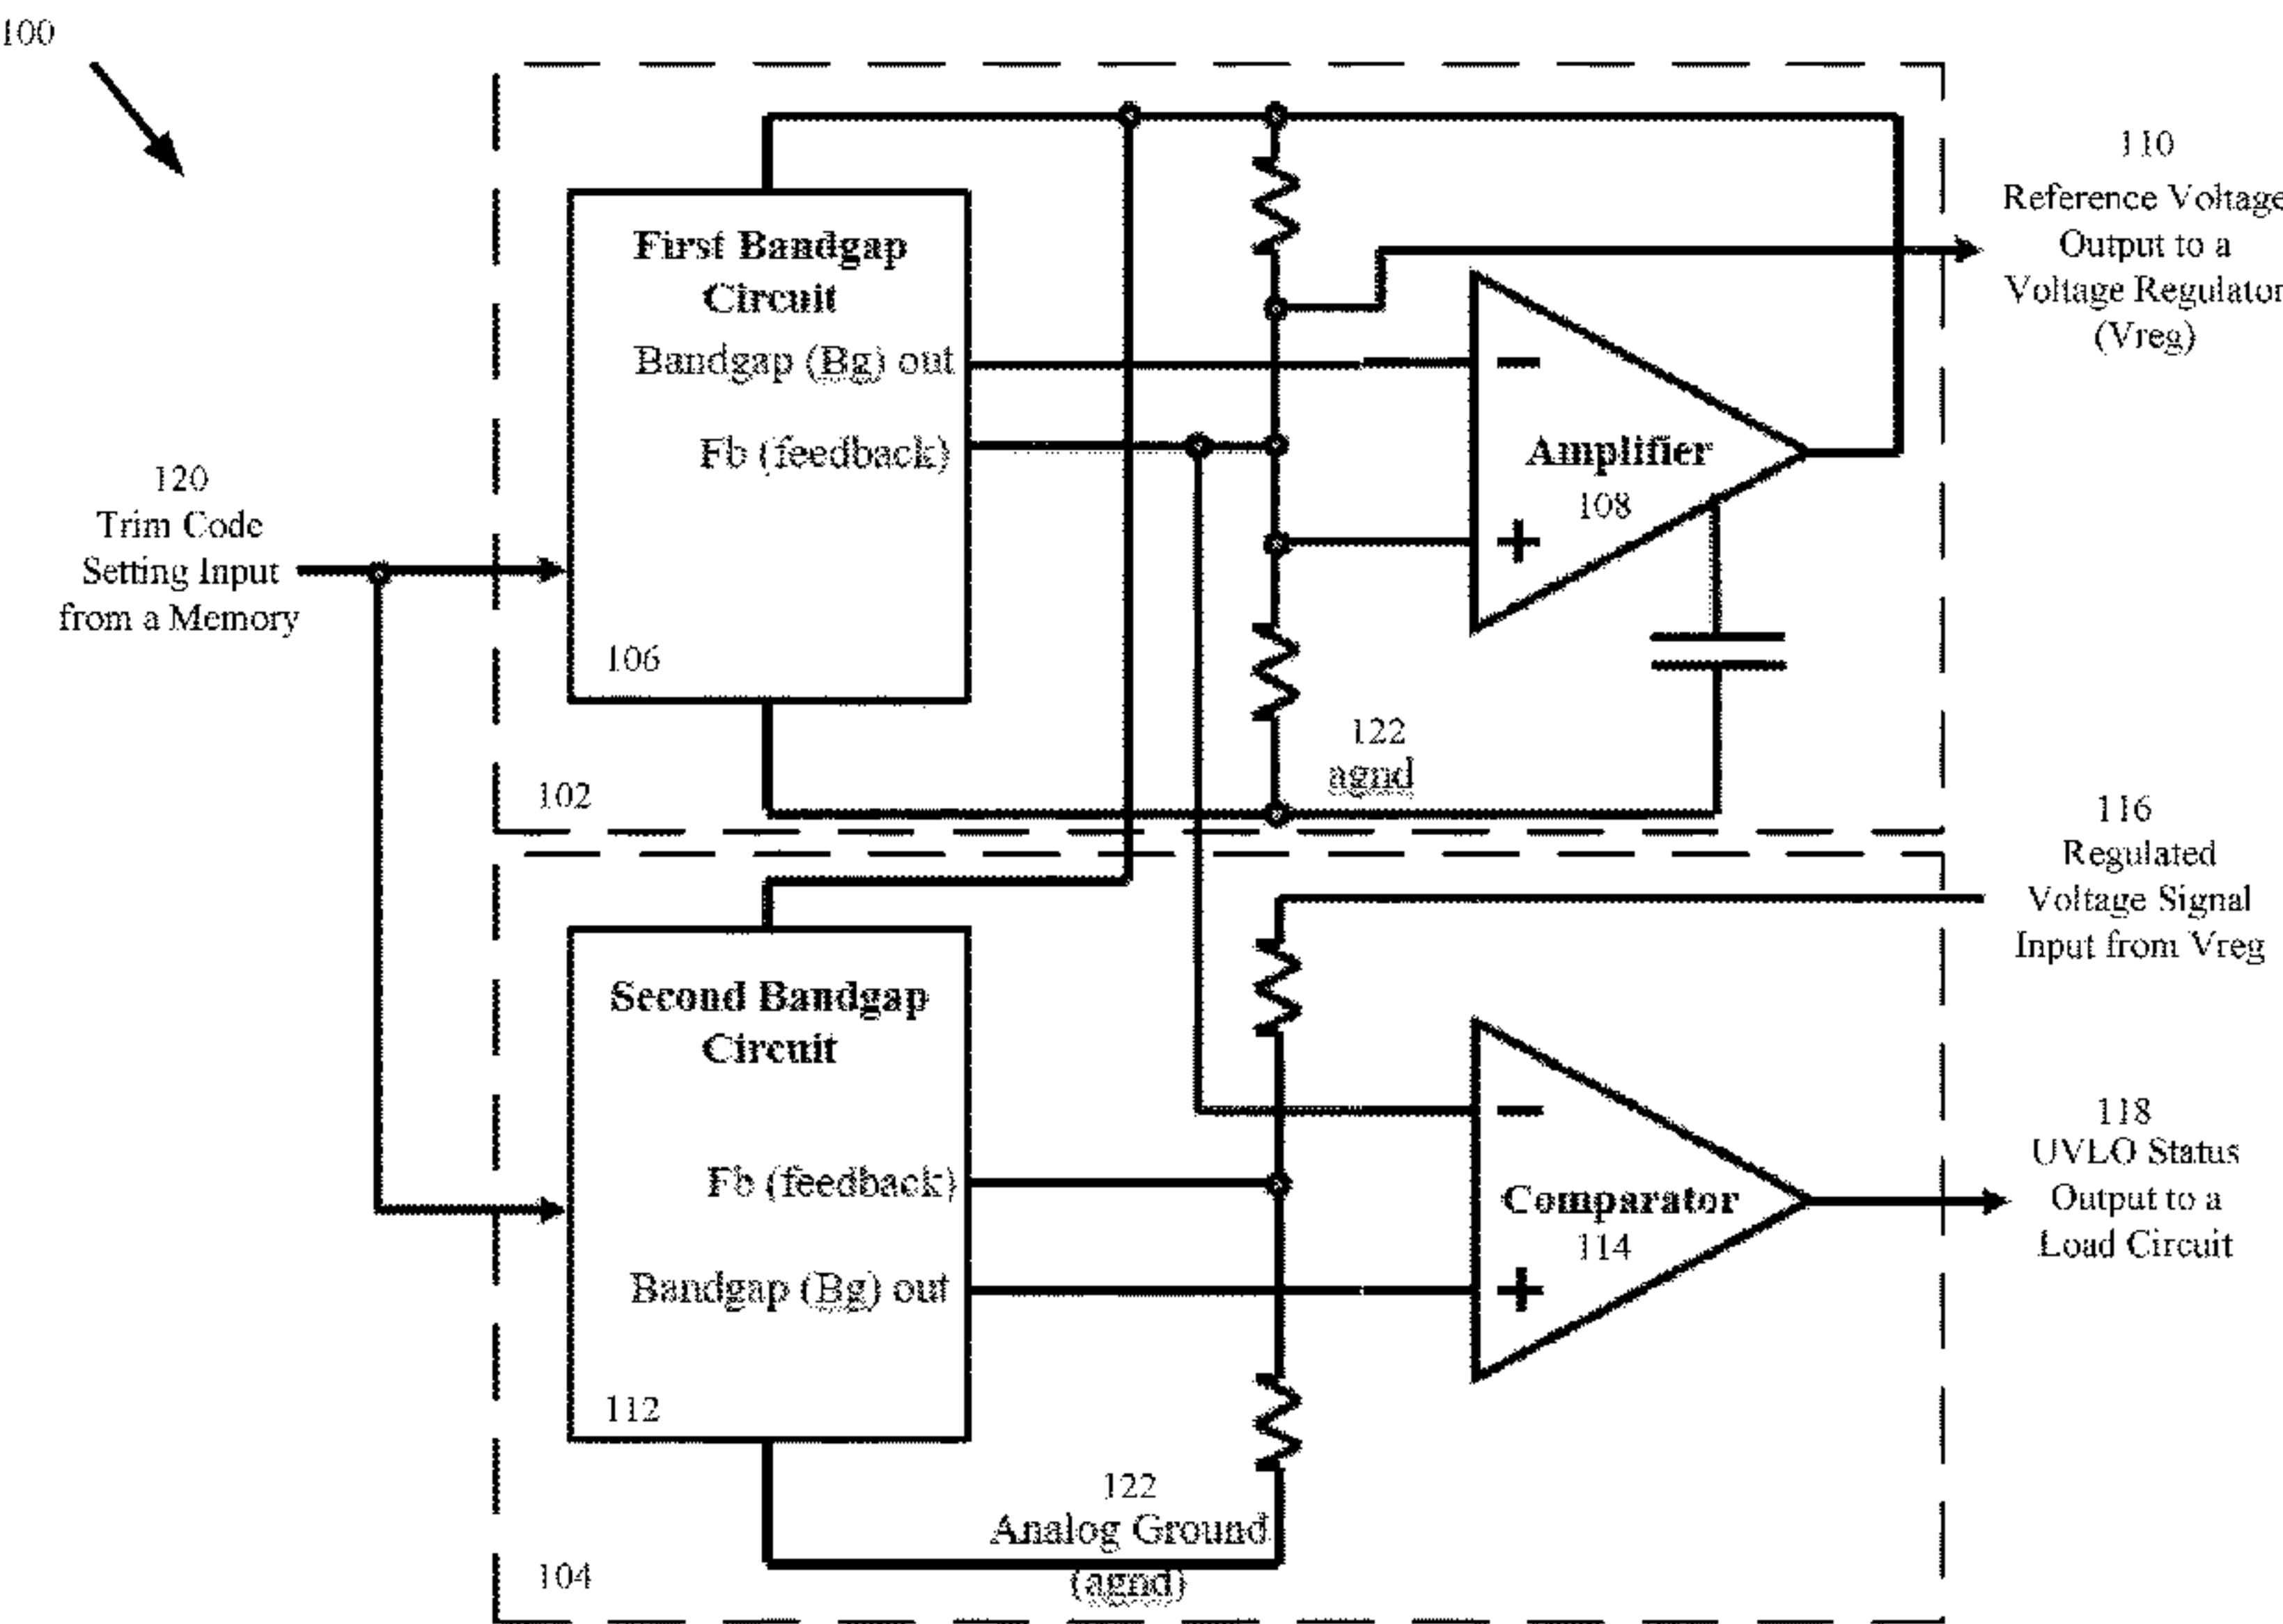 100
110
Reference Voltage
Output to a
Voltage Regulator
(Vreg)
First Bandgap
Circuit
Bandgap (Bg) out
Fb (feedback)
106
102
Amplifier
108
−
+
120
Trim Code
Setting Input
from a Memory
122
agnd
116
Regulated
Voltage Signal
Input from Vreg
Second Bandgap
Circuit
Fb (feedback)
Bandgap (Bg) out
112
104
Comparator
114
−
+
118
UVLO Status
Output to a
Load Circuit
122
Analog Ground
(agnd)